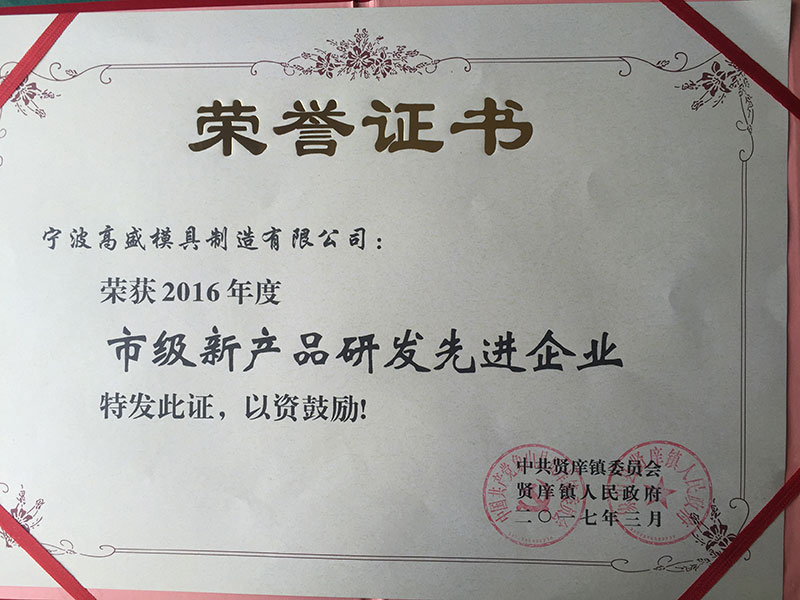 荣誉证书
宁波高盛模具制造有限公司：
荣获2016年度
市级新产品研发先进企业
特发此证，以资鼓励!
中共贤庠镇委员会
贤庠镇人民政府
二〇一七年三月